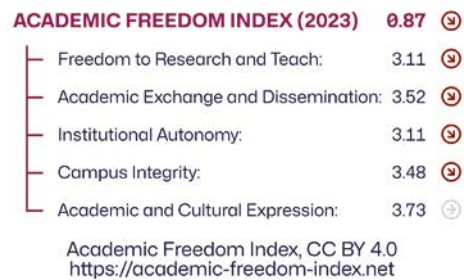 ACADEMIC FREEDOM INDEX (2023) 0.87
Freedom to Research and Teach: 3.11
Academic Exchange and Dissemination: 3.52
Institutional Autonomy: 3.11
Campus Integrity: 3.48
Academic and Cultural Expression: 3.73
Academic Freedom Index, CC BY 4.0
https://academic-freedom-index.net